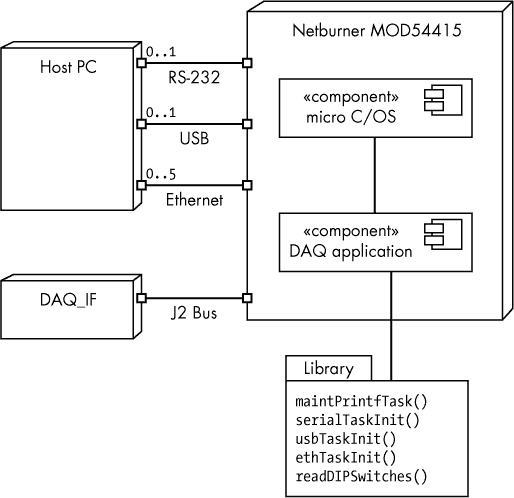 Netburner MOD54415
Host PC
0..1
RS-232
0..1
USB
0..5
Ethernet
«component»
micro C/OS
«component»
DAQ application
DAQ_IF
J2 Bus
Library
maintPrintfTask()
serialTaskInit()
usbTaskInit()
ethTaskInit()
readDIPSwitches()